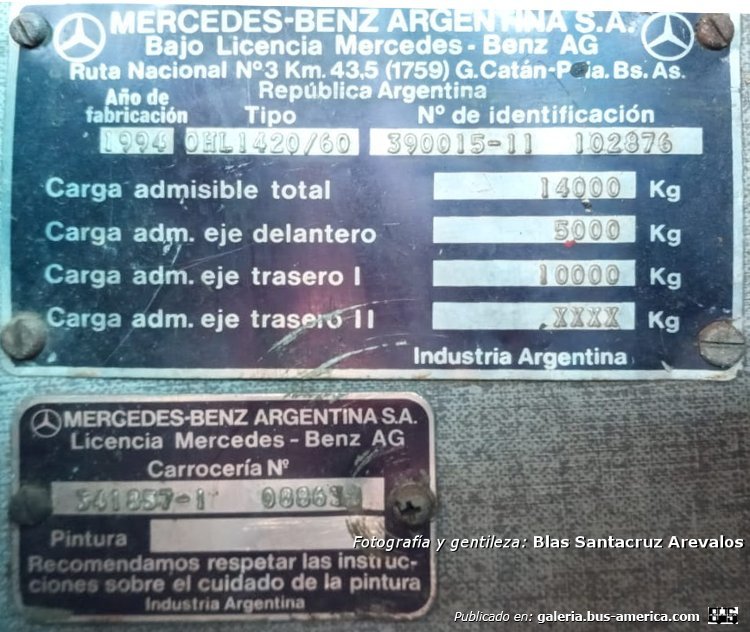 MERCEDES-BENZ ARGENTINA S.A.
Bajo Licencia Mercedes - Benz AG
Ruta Nacional Nº3 Km. 43,5 (1759) G.Catán-Pcia. Bs. As.
República Argentina
Año de fabricación Tipo Nº de identificación
1994 OHL1420/60 390015-11 102876
Carga admisible total 14000 Kg
Carga adm. eje delantero 5000 Kg
Carga adm. eje trasero I 10000 Kg
Carga adm. eje trasero II XXXX Kg
Industria Argentina
MERCEDES-BENZ ARGENTINA S.A.
Licencia Mercedes - Benz AG
Carrocería Nº
Pintura
Recomendamos respetar las instruc-
ciones sobre el cuidado de la pintura
Industria Argentina
Fotografía y gentileza: Blas Santacruz Arevalos
Publicado en: galeria.bus-america.com